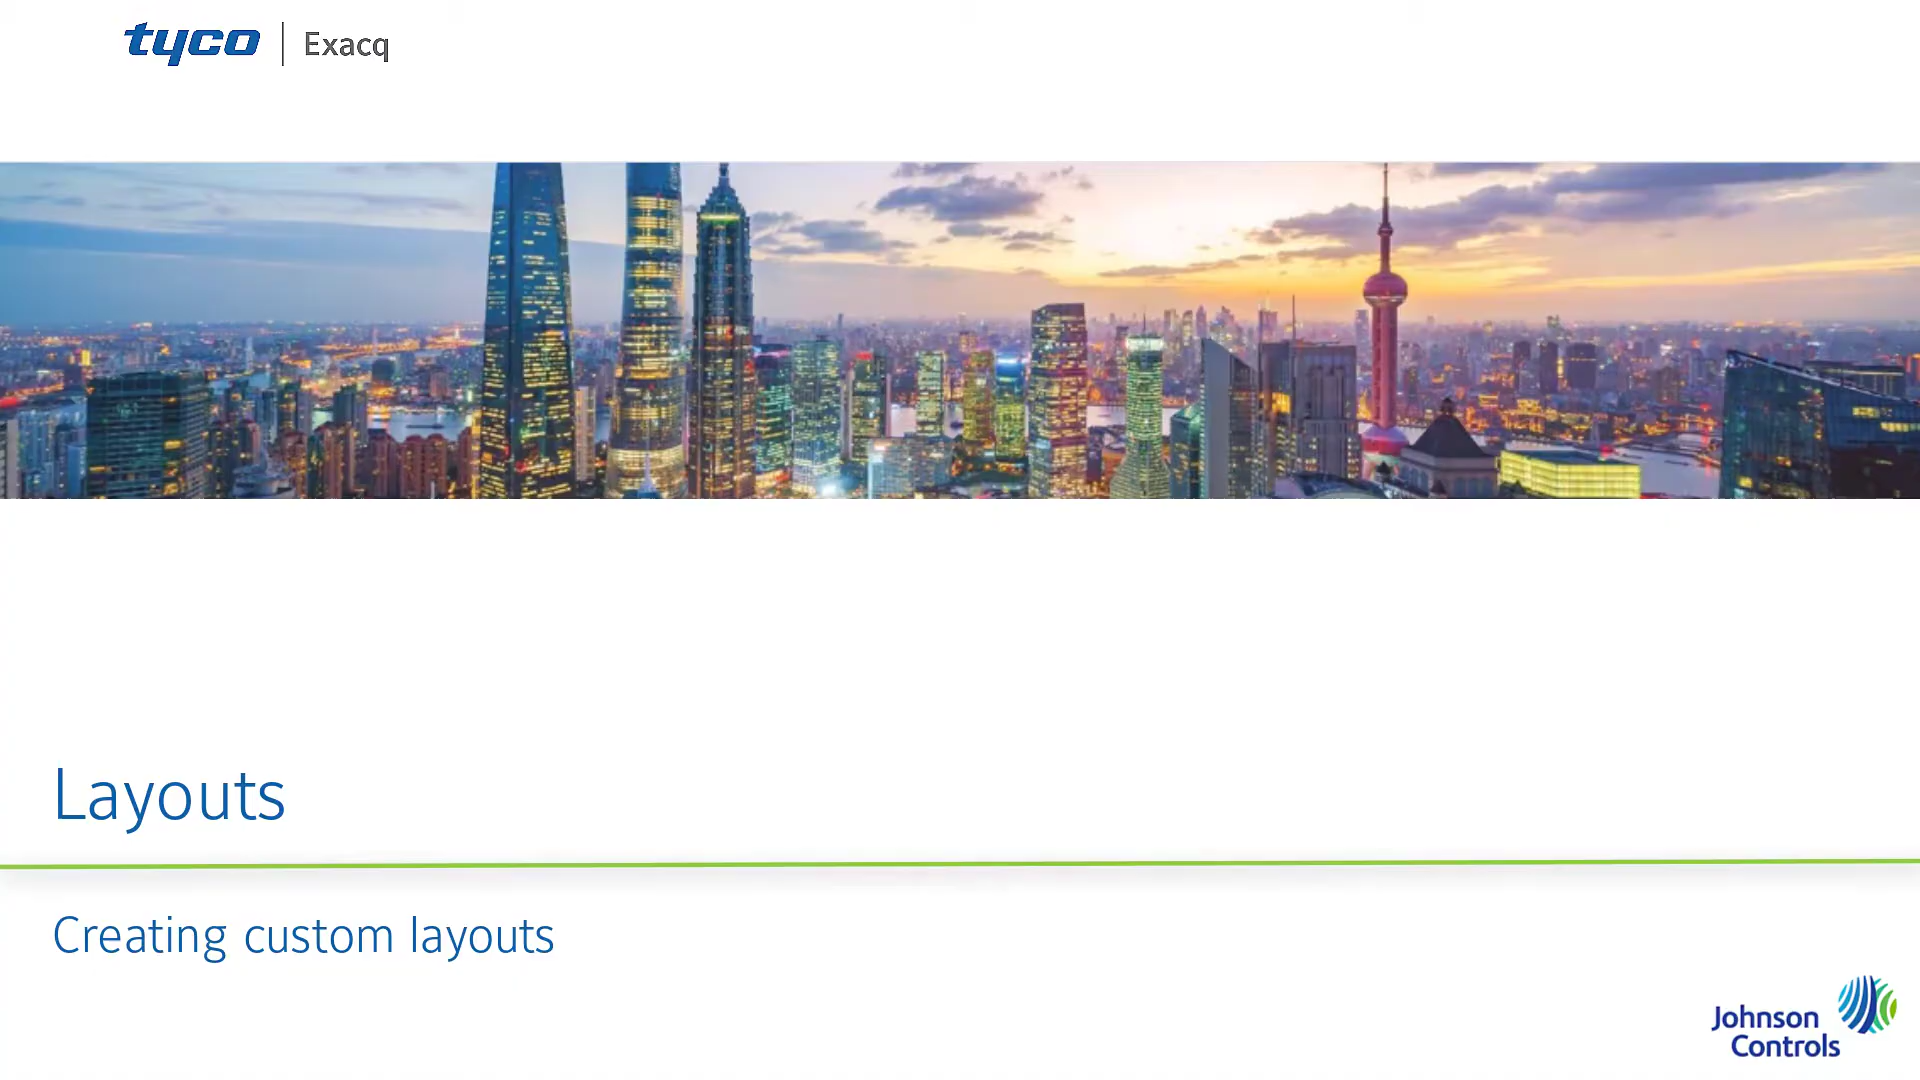 tyco | Exacq
Layouts
Creating custom layouts
Johnson
Controls